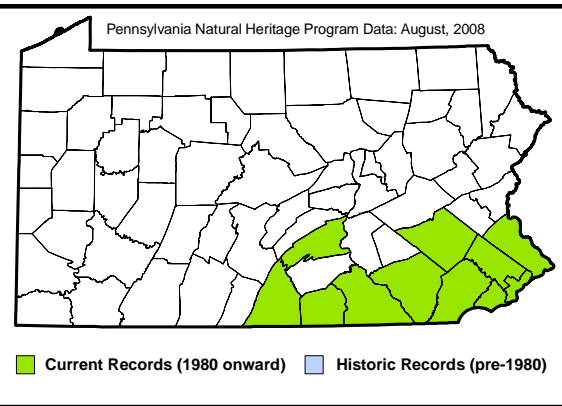 Pennsylvania Natural Heritage Program Data: August, 2008
Current Records (1980 onward) Historic Records (pre-1980)